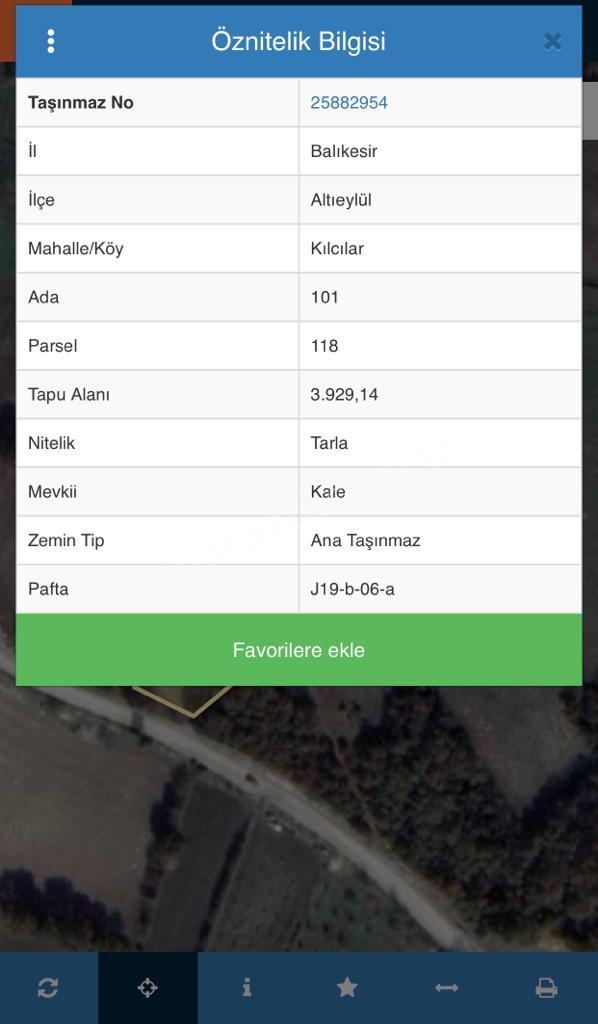 Öznitelik Bilgisi
Taşınmaz No 25882954
İl Balıkesir
İlçe Altıeylül
Mahalle/Köy Kılcılar
Ada 101
Parsel 118
Tapu Alanı 3.929,14
Nitelik Tarla
Mevkii Kale
Zemin Tip Ana Taşınmaz
Pafta J19-b-06-a
Favorilere ekle